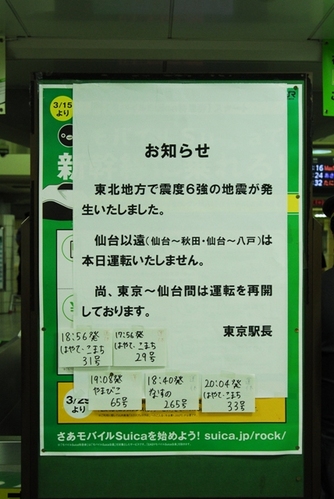 3/15
より
新
お知らせ
東北地方で震度6強の地震が発
生いたしました。
仙台以遠(仙台～秋田・仙台～八戸)は
本日運転いたしません。
尚、東京～仙台間は運転を再開
しております。
東京駅長
18:56発
はやて・こまち
31号
17:56発
はやて・こまち
29号
19:08発
やまびこ
65号
18:40発
なすの
265号
20:04発
はやて・こまち
33号
より
さあモバイルSuicaを始めよう! suica.jp/rock/